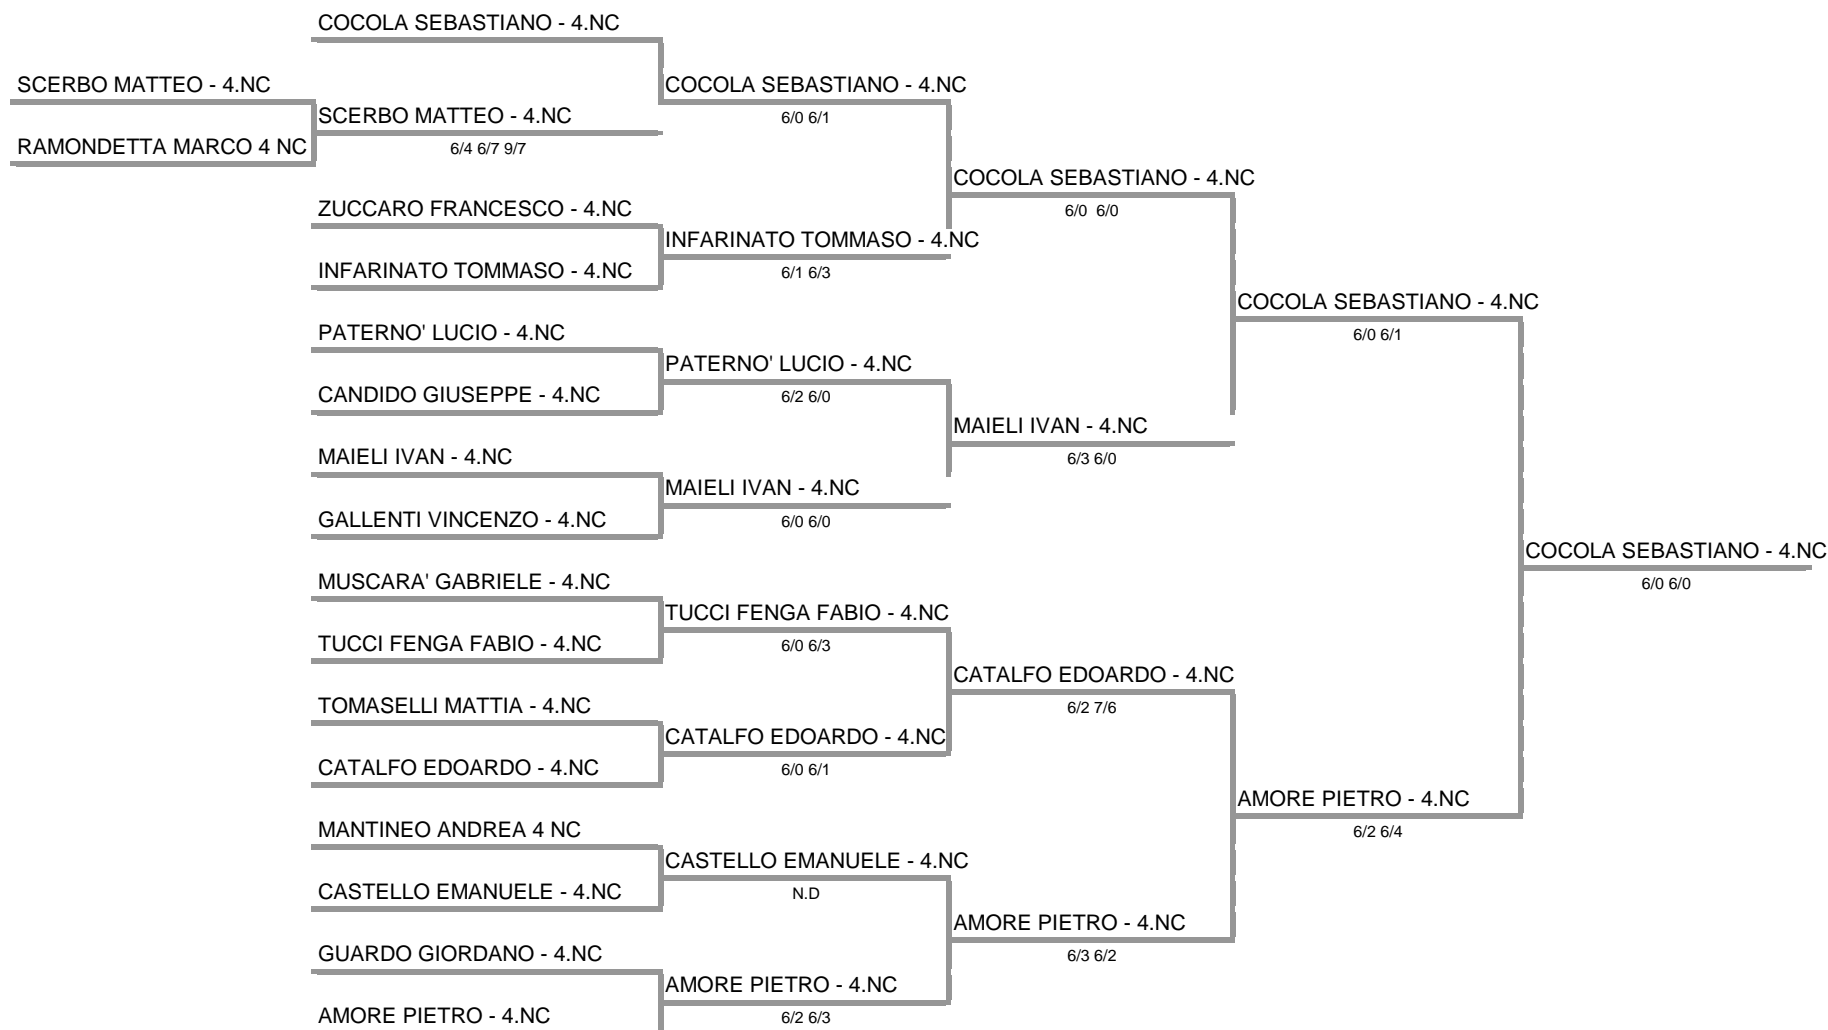 COCOLA SEBASTIANO - 4.NC
SCERBO MATTEO - 4.NC
COCOLA SEBASTIANO - 4.NC
SCERBO MATTEO - 4.NC
6/0 6/1
RAMONDETTA MARCO 4 NC
6/4 6/7 9/7
COCOLA SEBASTIANO - 4.NC
ZUCCARO FRANCESCO - 4.NC
6/0 6/0
INFARINATO TOMMASO - 4.NC
INFARINATO TOMMASO - 4.NC
6/1 6/3
COCOLA SEBASTIANO - 4.NC
PATERNO' LUCIO - 4.NC
6/0 6/1
PATERNO' LUCIO - 4.NC
CANDIDO GIUSEPPE - 4.NC
6/2 6/0
MAIELI IVAN - 4.NC
MAIELI IVAN - 4.NC
6/3 6/0
MAIELI IVAN - 4.NC
GALLENTI VINCENZO - 4.NC
6/0 6/0
COCOLA SEBASTIANO - 4.NC
MUSCARA' GABRIELE - 4.NC
6/0 6/0
TUCCI FENGA FABIO - 4.NC
TUCCI FENGA FABIO - 4.NC
6/0 6/3
CATALFO EDOARDO - 4.NC
TOMASELLI MATTIA - 4.NC
6/2 7/6
CATALFO EDOARDO - 4.NC
CATALFO EDOARDO - 4.NC
6/0 6/1
AMORE PIETRO - 4.NC
MANTINEO ANDREA 4 NC
6/2 6/4
CASTELLO EMANUELE - 4.NC
CASTELLO EMANUELE - 4.NC
N.D
AMORE PIETRO - 4.NC
GUARDO GIORDANO - 4.NC
6/3 6/2
AMORE PIETRO - 4.NC
AMORE PIETRO - 4.NC
6/2 6/3